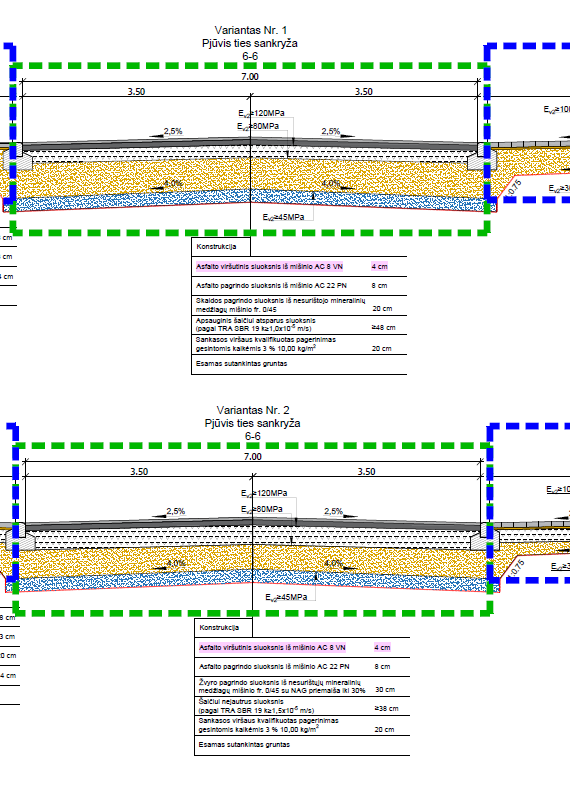 Variantas Nr. 1
Pjūvis ties sankryža
6-6
7.00
3.50
3.50
Ev2≥120MPa
Ev2≥80MPa
2,5%
2,5%
4,0%
4,0%
Ev2≥45MPa
0.75
Konstrukcija
Asfalto viršutinis sluoksnis iš mišinio AC 8 VN 4 cm
Asfalto pagrindo sluoksnis iš mišinio AC 22 PN 8 cm
Skaldos pagrindo sluoksnis iš nesurištojo mineralinių
medžiagų mišinio fr. 0/45 20 cm
Apsauginis šalčiui atsparus sluoksnis
(pagal TRA SBR 19 k≥1,0x10⁻⁵ m/s) ≥48 cm
Sankasos viršaus kvalifikuotas pagerinimas
gesintomis kalkėmis 3 % 10,00 kg/m² 20 cm
Esamas sutankintas gruntas
Variantas Nr. 2
Pjūvis ties sankryža
6-6
7.00
3.50
3.50
Ev2≥120MPa
Ev2≥80MPa
2,5%
2,5%
4,0%
4,0%
Ev2≥45MPa
0.75
Konstrukcija
Asfalto viršutinis sluoksnis iš mišinio AC 8 VN 4 cm
Asfalto pagrindo sluoksnis iš mišinio AC 22 PN 8 cm
Žvyro pagrindo sluoksnis iš nesurištųjų mineralinių
medžiagų mišinio fr. 0/45 su NAG priemaiša iki 30% 30 cm
Šalčiui nejautrus sluoksnis
(pagal TRA SBR 19 k≥1,5x10⁻⁵ m/s) ≥38 cm
Sankasos viršaus kvalifikuotas pagerinimas
gesintomis kalkėmis 3 % 10,00 kg/m² 20 cm
Esamas sutankintas gruntas